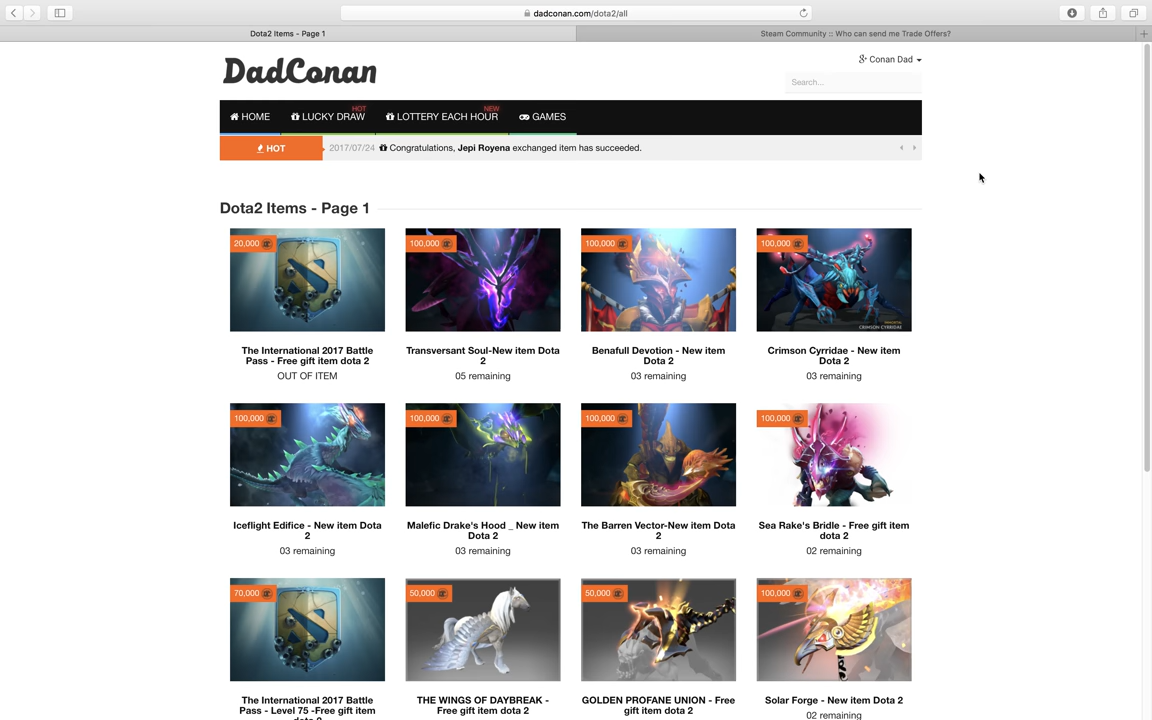 dadconan.com/dota2/all
Dota2 Items - Page 1
Steam Community :: Who can send me Trade Offers?
DadConan
Conan Dad
Search...
HOME
LUCKY DRAW
HOT
LOTTERY EACH HOUR
NEW
GAMES
HOT
2017/07/24 Congratulations, Jepi Royena exchanged item has succeeded.
Dota2 Items - Page 1
20,000
100,000
100,000
100,000
CRIMSON CYRRIDAE
The International 2017 Battle
Pass - Free gift item dota 2
OUT OF ITEM
Transversant Soul-New item Dota
2
05 remaining
Benafull Devotion - New item
Dota 2
03 remaining
Crimson Cyrridae - New item
Dota 2
03 remaining
100,000
100,000
100,000
100,000
Iceflight Edifice - New item Dota
2
03 remaining
Malefic Drake's Hood _ New item
Dota 2
03 remaining
The Barren Vector-New item Dota
2
03 remaining
Sea Rake's Bridle - Free gift item
dota 2
02 remaining
70,000
50,000
50,000
100,000
The International 2017 Battle
Pass - Level 75 -Free gift item
dota 2
THE WINGS OF DAYBREAK -
Free gift item dota 2
GOLDEN PROFANE UNION - Free
gift item dota 2
Solar Forge - New item Dota 2
02 remaining